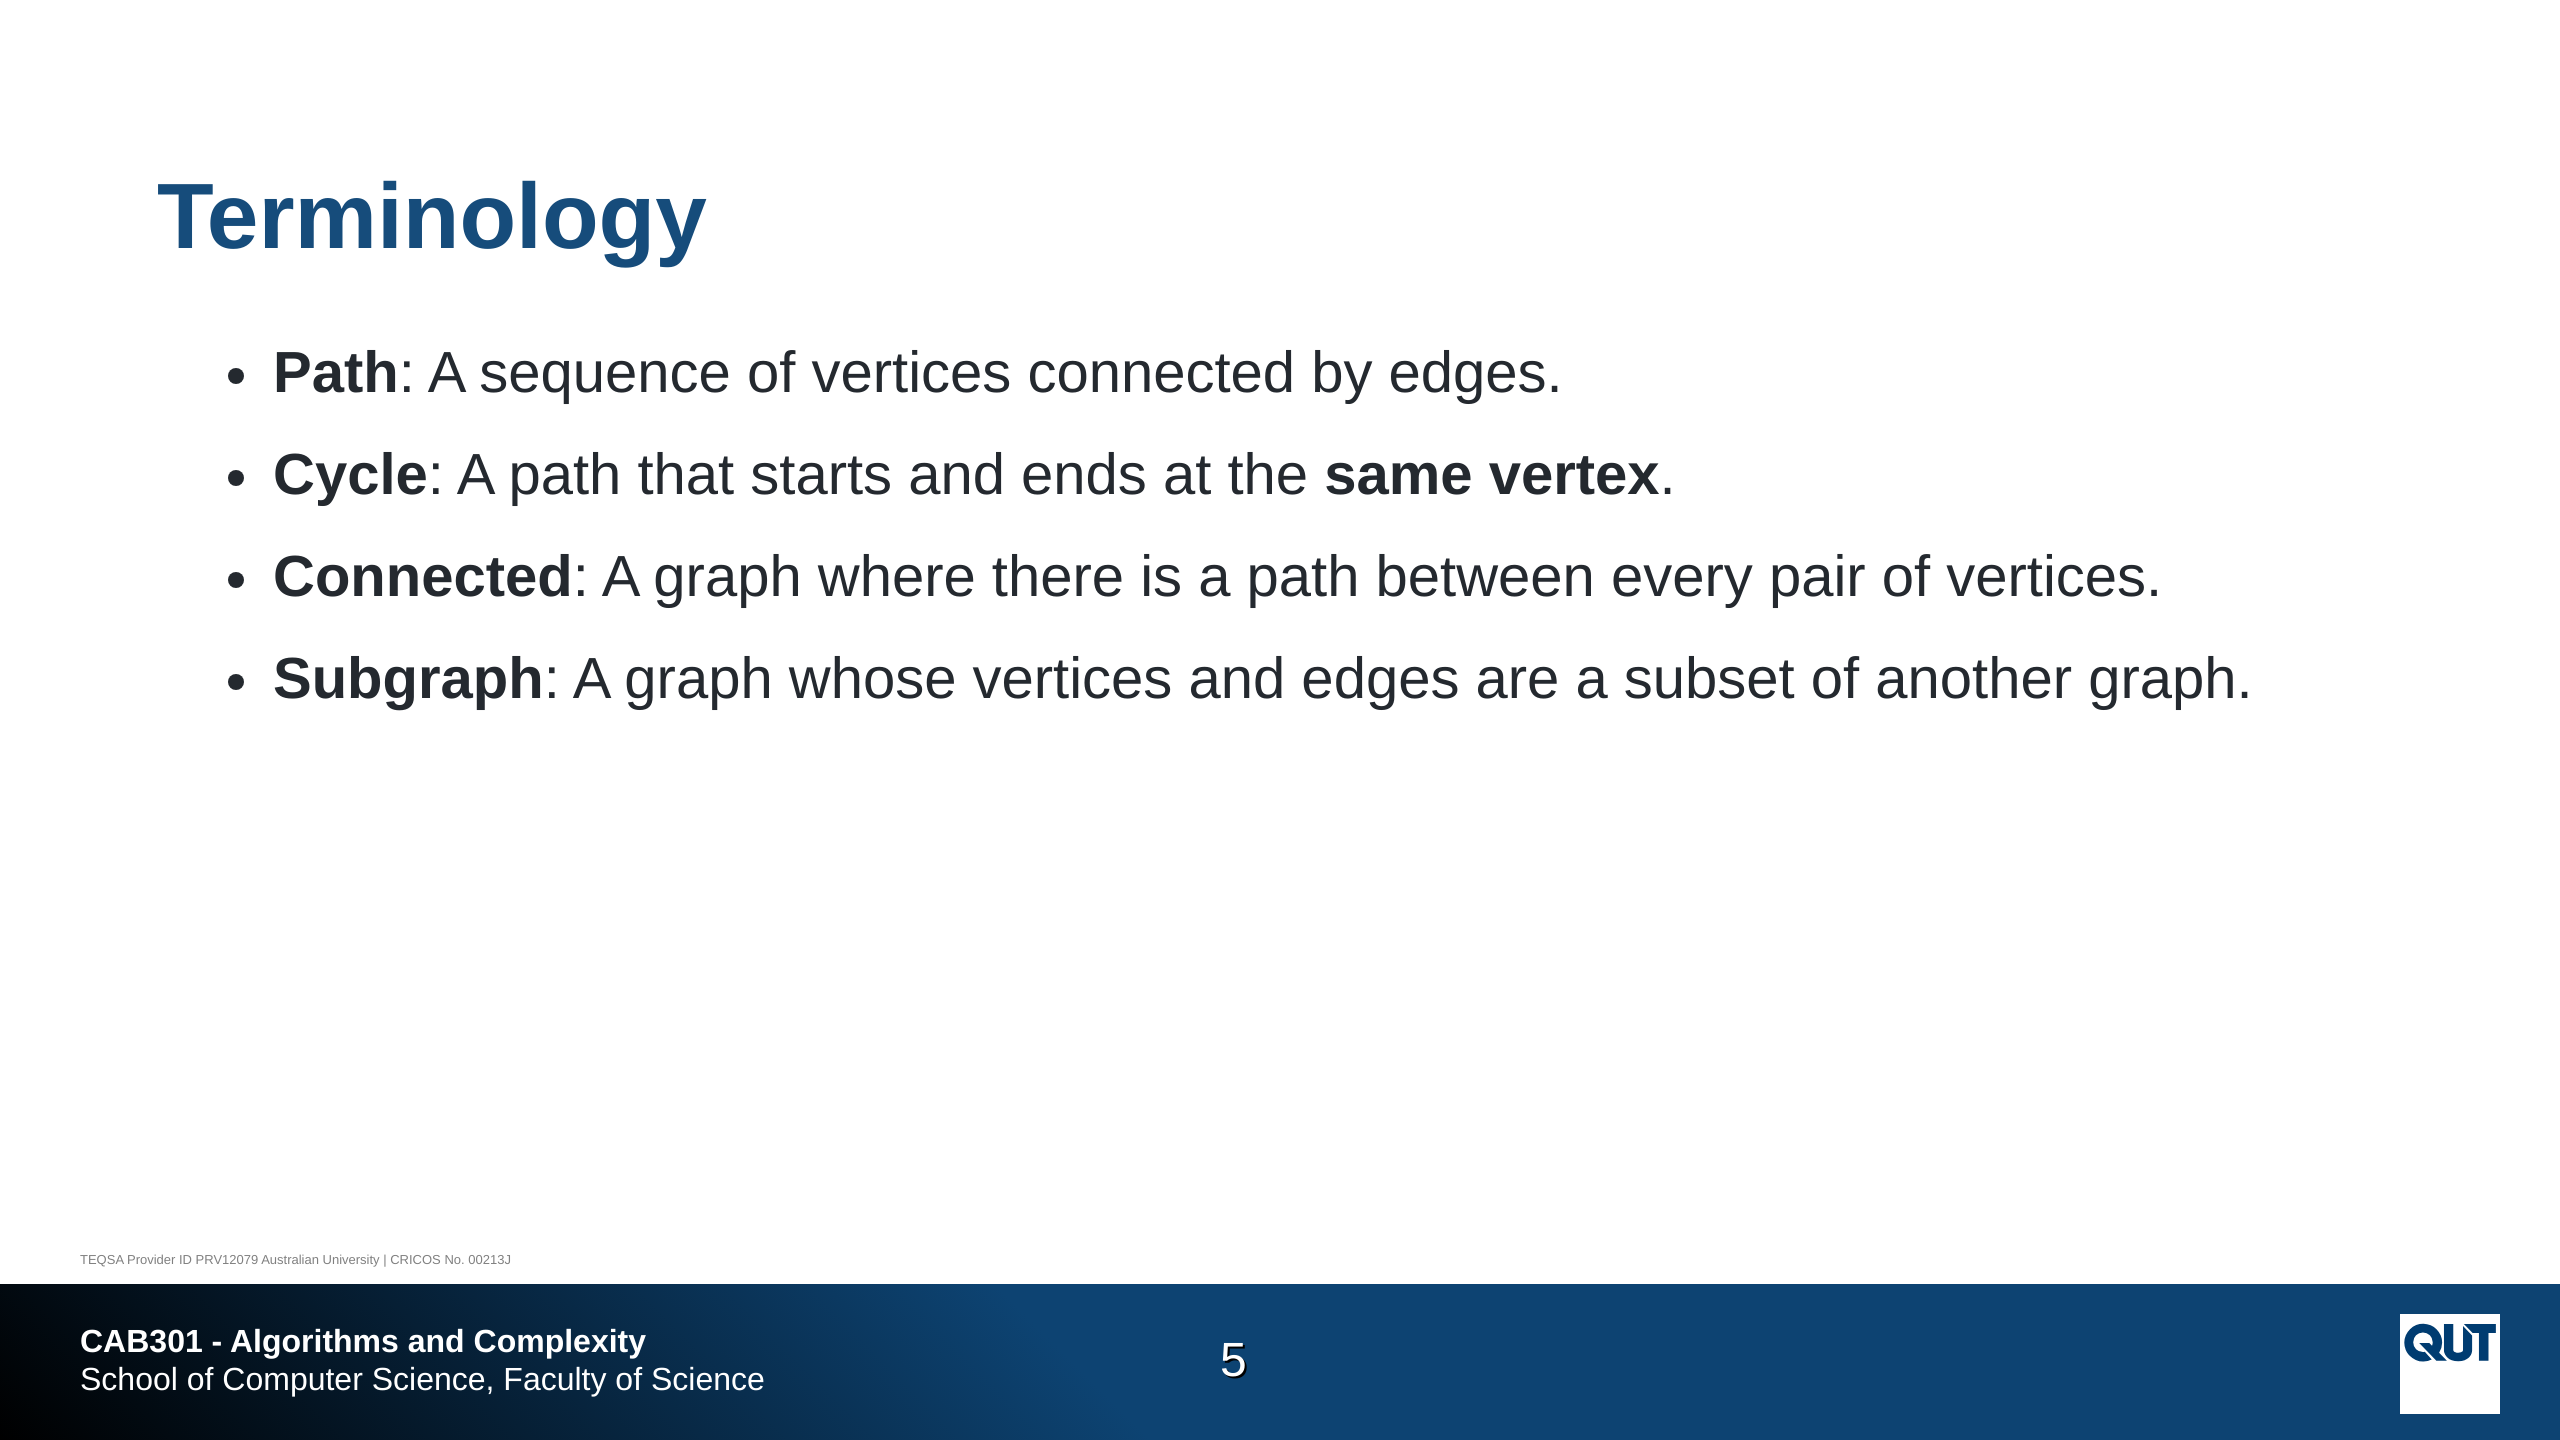 Terminology
• Path: A sequence of vertices connected by edges.
• Cycle: A path that starts and ends at the same vertex.
• Connected: A graph where there is a path between every pair of vertices.
• Subgraph: A graph whose vertices and edges are a subset of another graph.
TEQSA Provider ID PRV12079 Australian University | CRICOS No. 00213J
CAB301 - Algorithms and Complexity
School of Computer Science, Faculty of Science
5
QUT